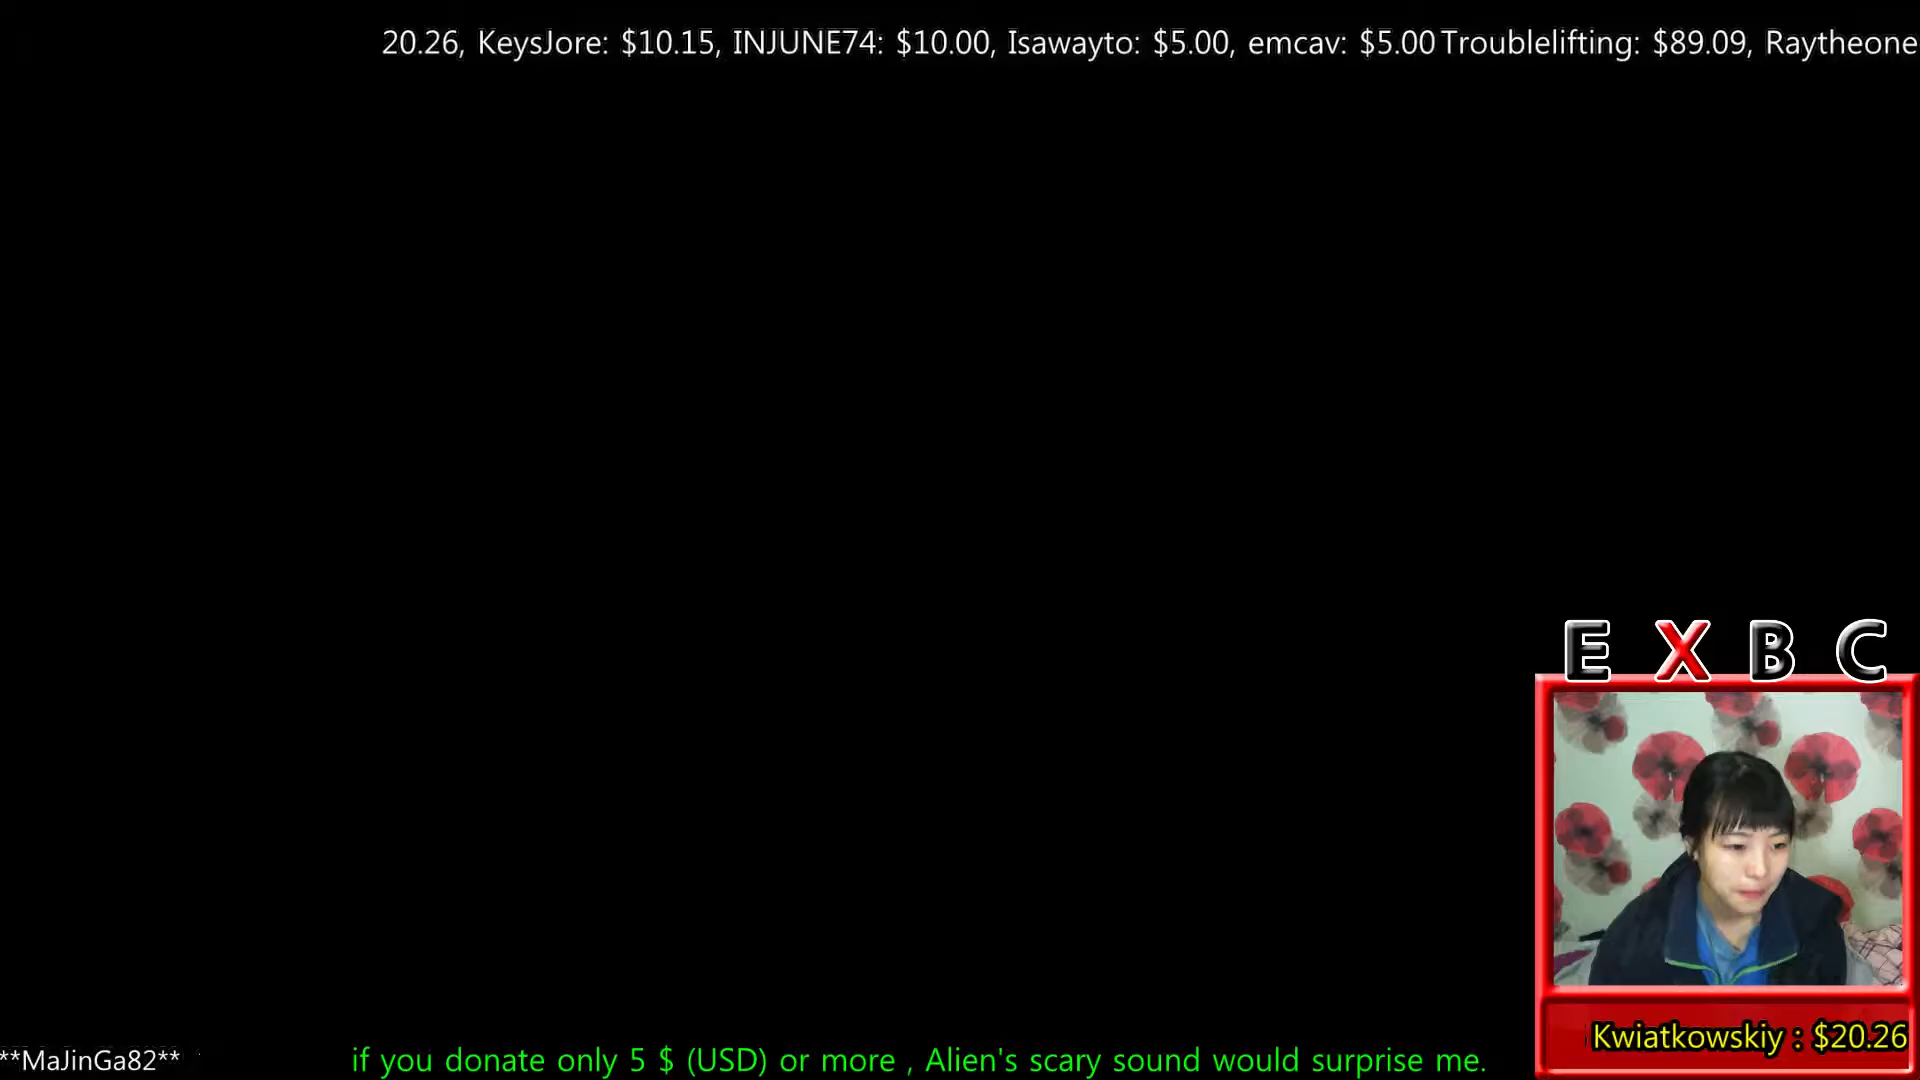 20.26, KeysJore: $10.15, INJUNE74: $10.00, Isawayto: $5.00, emcav: $5.00 Troublelifting: $89.09, Raytheone
E X B C
Kwiatkowskiy : $20.26
**MaJinGa82**
if you donate only 5 $ (USD) or more , Alien's scary sound would surprise me.